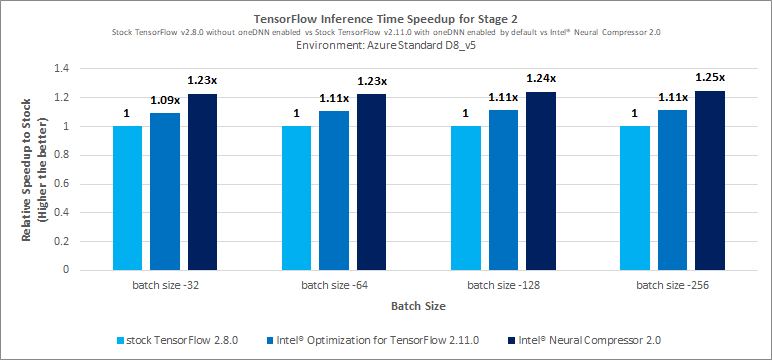 TensorFlow Inference Time Speedup for Stage 2
Stock TensorFlow v2.8.0 without oneDNN enabled vs Stock TensorFlow v2.11.0 with oneDNN enabled by default vs Intel® Neural Compressor 2.0
Environment: Azure Standard D8_v5
Relative Speedup to Stock
(Higher the better)
1.4
1.2
1
0.8
0.6
0.4
0.2
0
1 1.09x 1.23x
1 1.11x 1.23x
1 1.11x 1.24x
1 1.11x 1.25x
batch size -32 batch size -64 batch size -128 batch size -256
Batch Size
stock TensorFlow 2.8.0 Intel® Optimization for TensorFlow 2.11.0 Intel® Neural Compressor 2.0